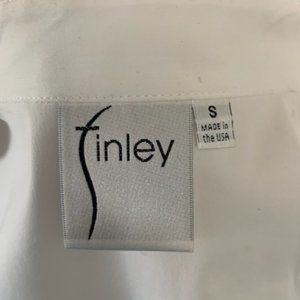 finley
S
MADE in
the USA